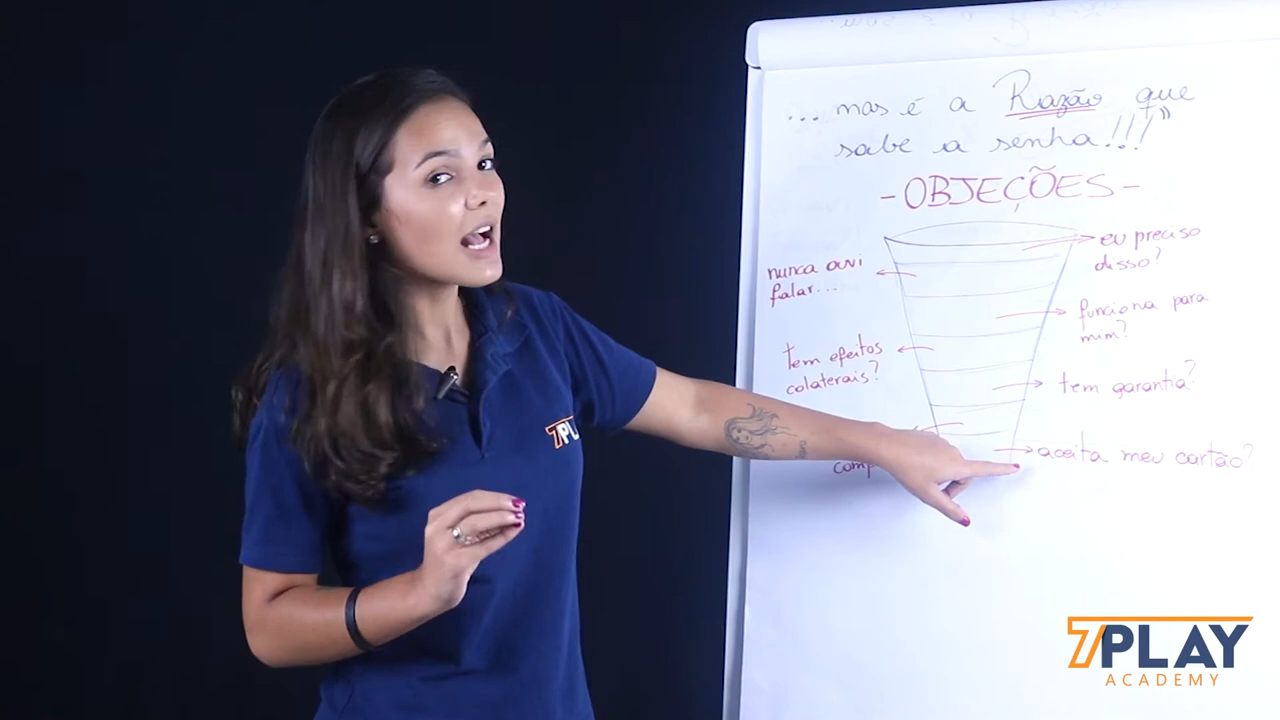 ... mas é a Razão que
sabe a senha!!!"
- OBJEÇÕES -
eu preciso
disso?
nunca ouvi
falar...
funciona para
mim?
tem efeitos
colaterais?
tem garantia?
aceita meu cartão?
7PL
7PLAY
ACADEMY